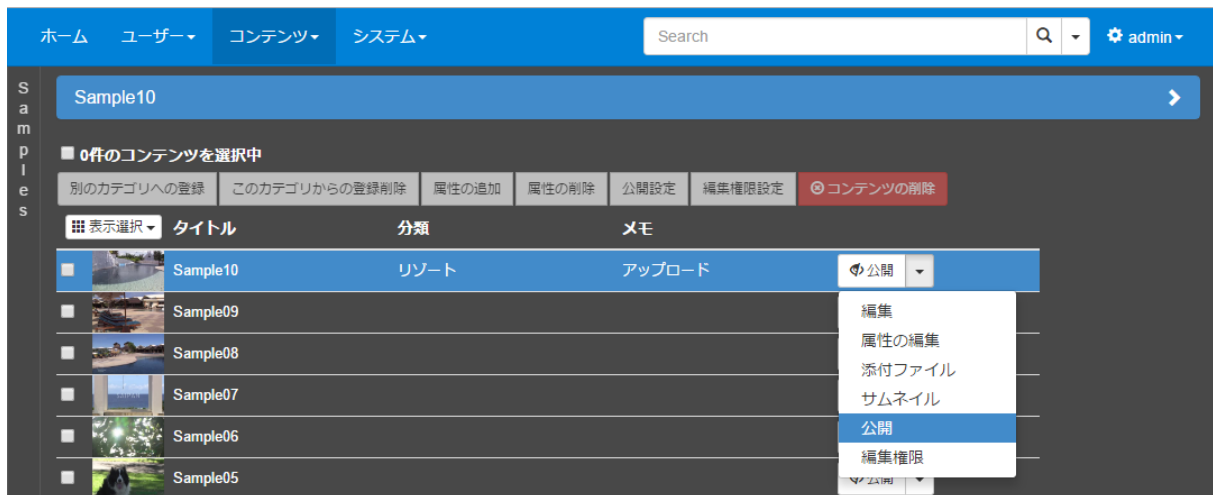 ホーム ユーザー コンテンツ システム Search admin
Samples
Sample10
0件のコンテンツを選択中
別のカテゴリへの登録 このカテゴリからの登録削除 属性の追加 属性の削除 公開設定 編集権限設定 コンテンツの削除
表示選択 タイトル 分類 メモ
Sample10 リゾート アップロード 公開
Sample09
Sample08
Sample07
Sample06
Sample05 公開
編集
属性の編集
添付ファイル
サムネイル
公開
編集権限